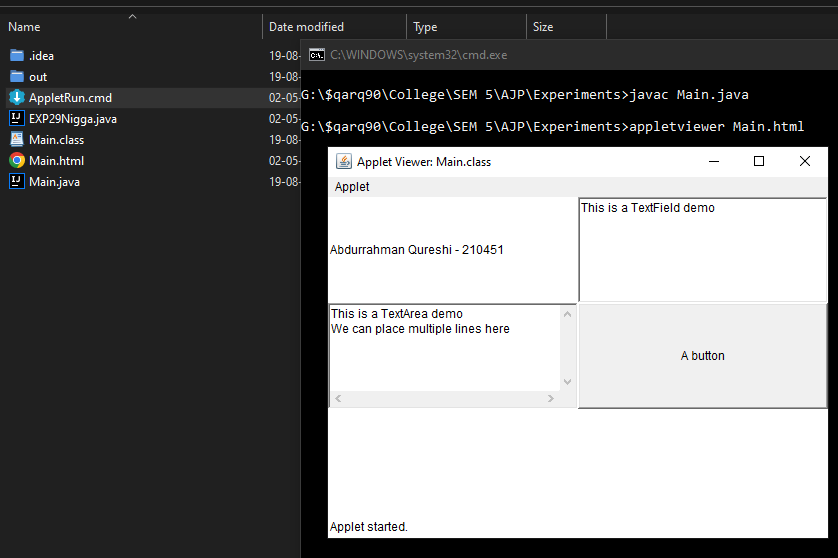 Name Date modified Type Size
.idea 19-08-
out 19-08-
AppletRun.cmd 02-05-
EXP29Nigga.java 02-05-
Main.class 19-08-
Main.html 02-05-
Main.java 19-08-
C:\WINDOWS\system32\cmd.exe
G:\$qarq90\College\SEM 5\AJP\Experiments>javac Main.java
G:\$qarq90\College\SEM 5\AJP\Experiments>appletviewer Main.html
Applet Viewer: Main.class
Applet
Abdurrahman Qureshi - 210451
This is a TextField demo
This is a TextArea demo
We can place multiple lines here
A button
Applet started.